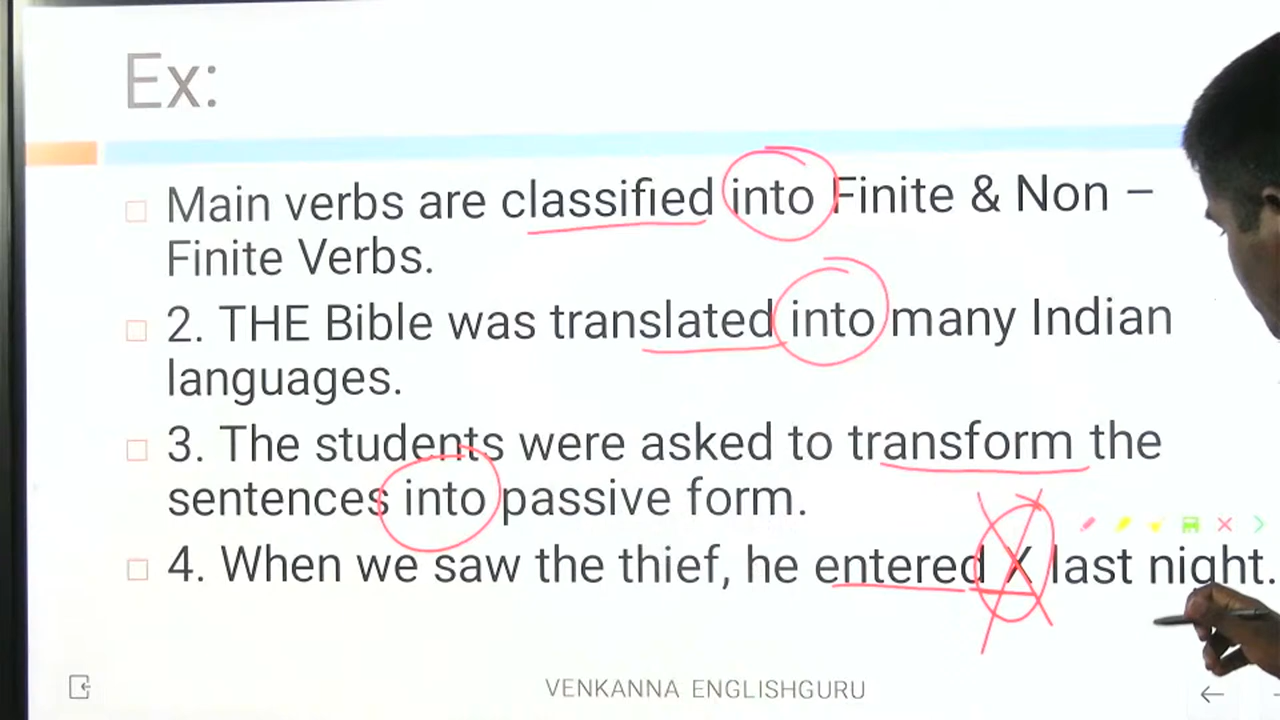 Ex:
Main verbs are classified into Finite & Non –
Finite Verbs.
2. THE Bible was translated into many Indian
languages.
3. The students were asked to transform the
sentences into passive form.
4. When we saw the thief, he entered X last night.
VENKANNA ENGLISHGURU